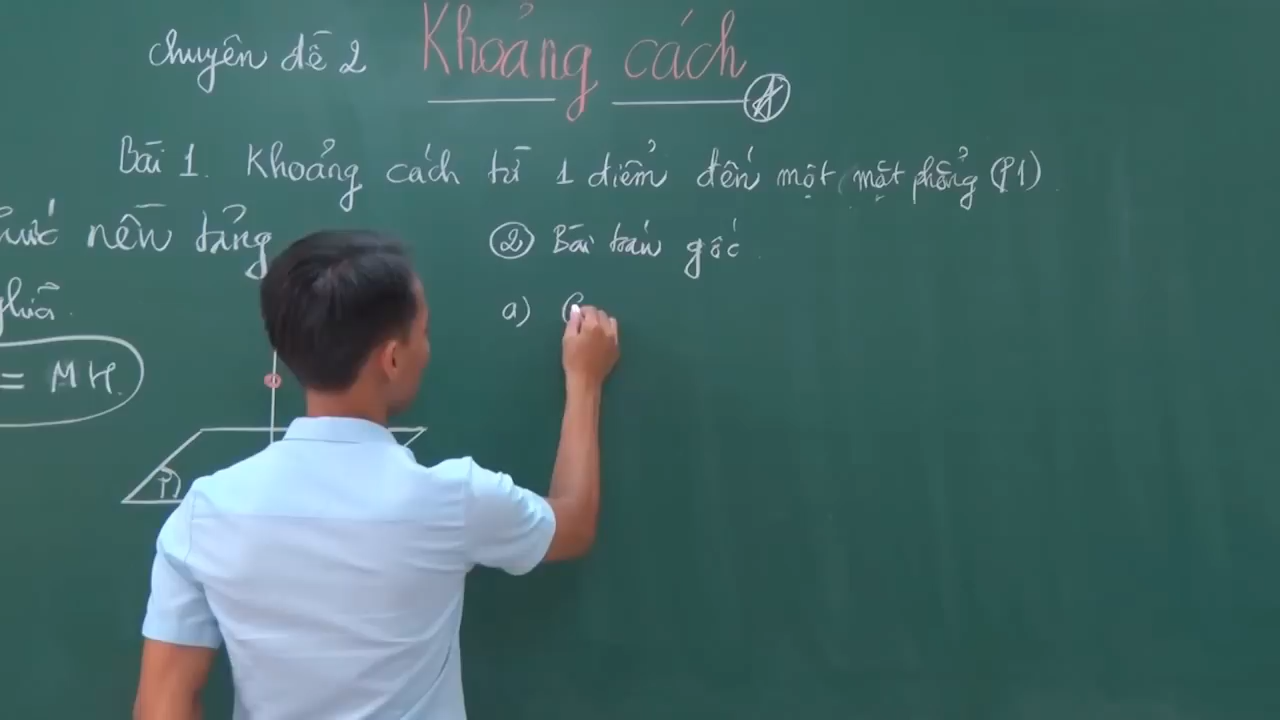 chuyên đề 2 Khoảng cách
Bài 1. Khoảng cách từ 1 điểm đến một mặt phẳng (P1)
nền tảng
② Bài toán gốc.
a)
= MH.
P